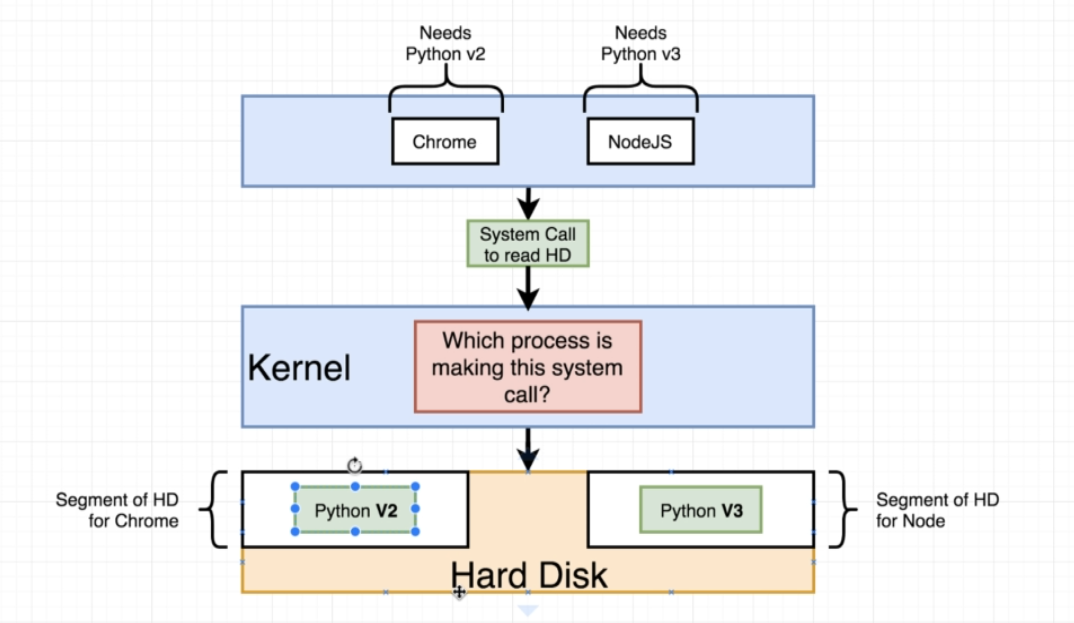 Needs
Python v2
Needs
Python v3
Chrome
NodeJS
System Call
to read HD
Kernel
Which process is
making this system
call?
Segment of HD
for Chrome
Python V2
Python V3
Segment of HD
for Node
Hard Disk